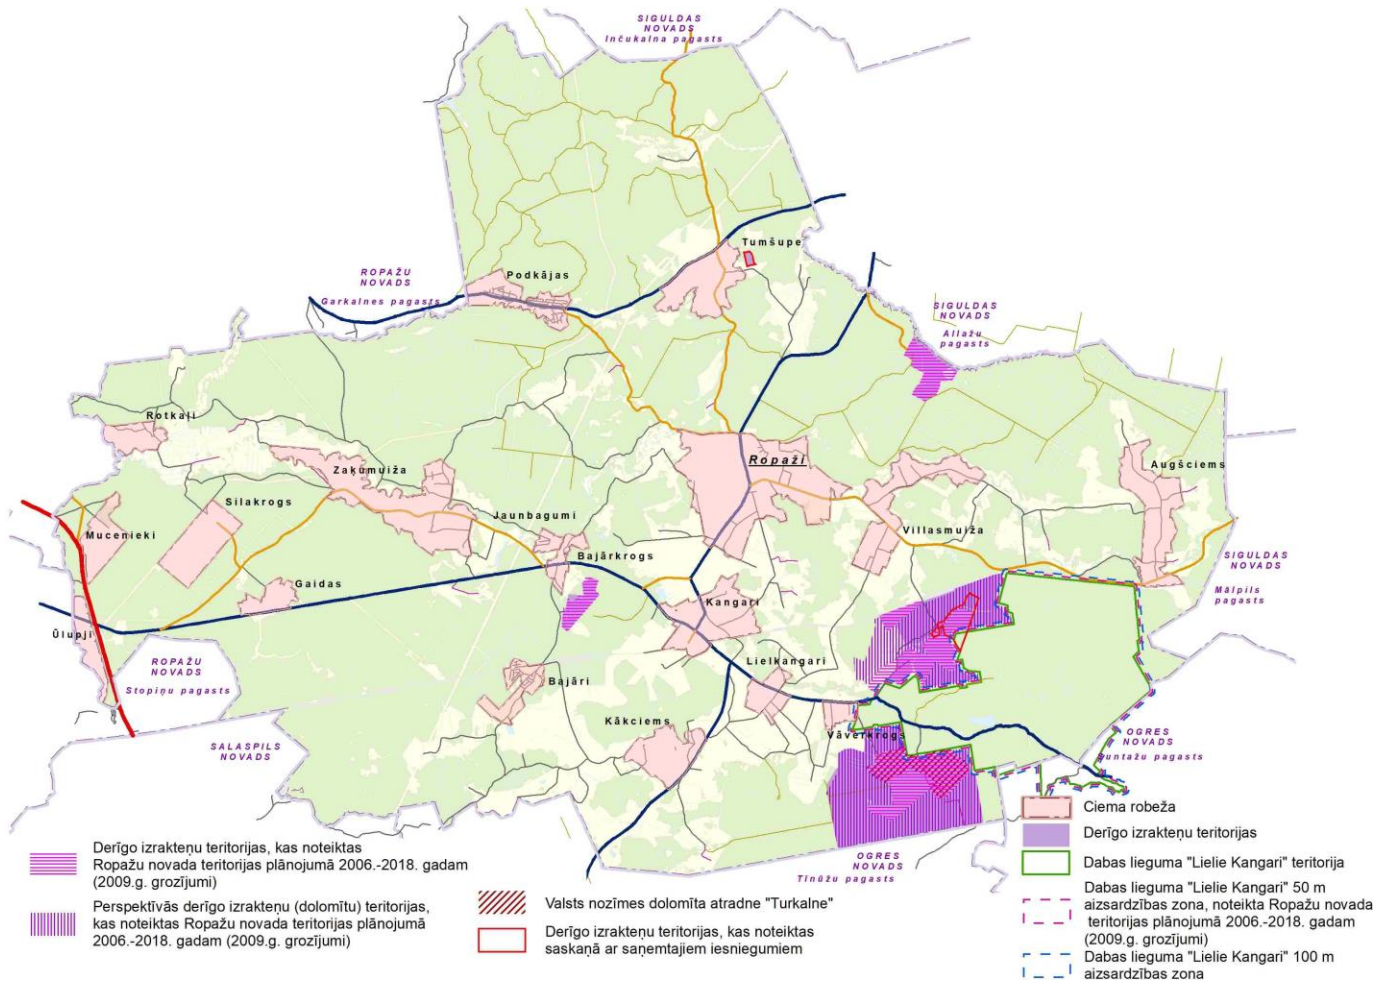 SIGULDAS
NOVADS
Inčukalna pagasts
Tumšupe
ROPAŽU
NOVADS
Garkalnes pagasts
Podkājas
SIGULDAS
NOVADS
Allažu
pagasts
Rotkaļi
Zaķumuiža
Ropaži
Augšciems
Silakrogs
Jaunbagumi
Mucenieki
Villasmuiža
Bajārkrogs
SIGULDAS
NOVADS
Gaidas
Mālpils
pagasts
Kangari
Ūlupji
ROPAŽU
NOVADS
Stopiņu pagasts
Lielkangari
Bajāri
Kākciems
Vāverkrogs
OGRES
NOVADS
Suntažu pagasts
SALASPILS
NOVADS
OGRES
NOVADS
Tīnūžu pagasts
Derīgo izrakteņu teritorijas, kas noteiktas
Ropažu novada teritorijas plānojumā 2006.-2018. gadam
(2009.g. grozījumi)
Perspektīvās derīgo izrakteņu (dolomītu) teritorijas,
kas noteiktas Ropažu novada teritorijas plānojumā
2006.-2018. gadam (2009.g. grozījumi)
Valsts nozīmes dolomīta atradne "Turkalne"
Derīgo izrakteņu teritorijas, kas noteiktas
saskaņā ar saņemtajiem iesniegumiem
Ciema robeža
Derīgo izrakteņu teritorijas
Dabas lieguma "Lielie Kangari" teritorija
Dabas lieguma "Lielie Kangari" 50 m
aizsardzības zona, noteikta Ropažu novada
teritorijas plānojumā 2006.-2018. gadam
(2009.g. grozījumi)
Dabas lieguma "Lielie Kangari" 100 m
aizsardzības zona